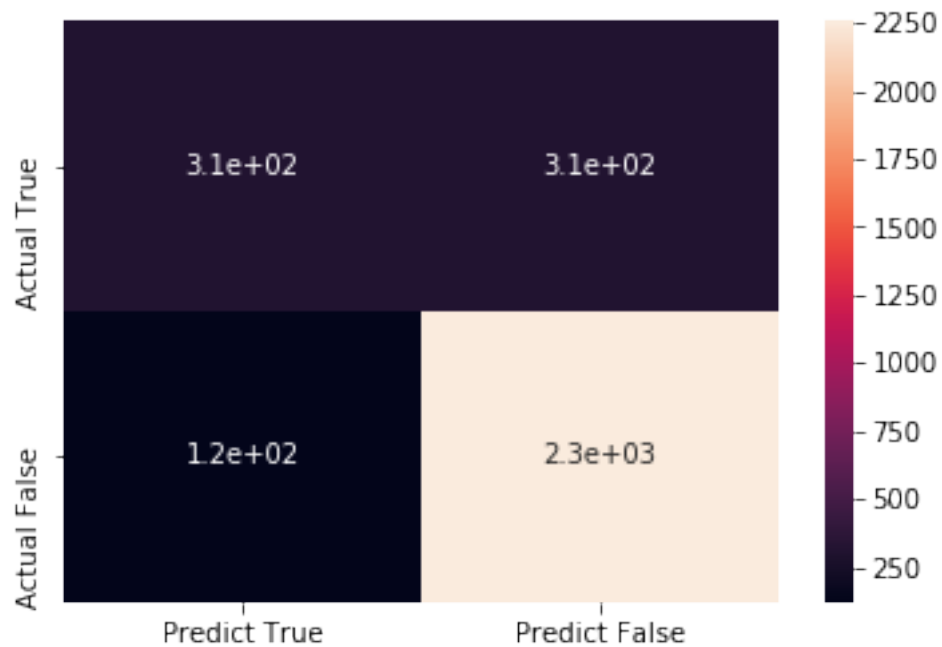 Actual True
3.1e+02 3.1e+02
Actual False
1.2e+02 2.3e+03
Predict True Predict False
2250
2000
1750
1500
1250
1000
750
500
250